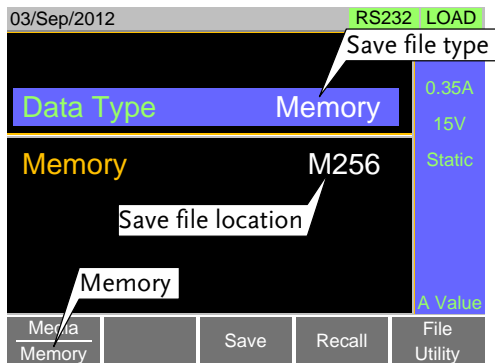 03/Sep/2012 RS232 LOAD
Save file type
Data Type Memory
0.35A
15V
Memory M256
Static
Save file location
Memory
A Value
Media
Memory
Save
Recall
File
Utility